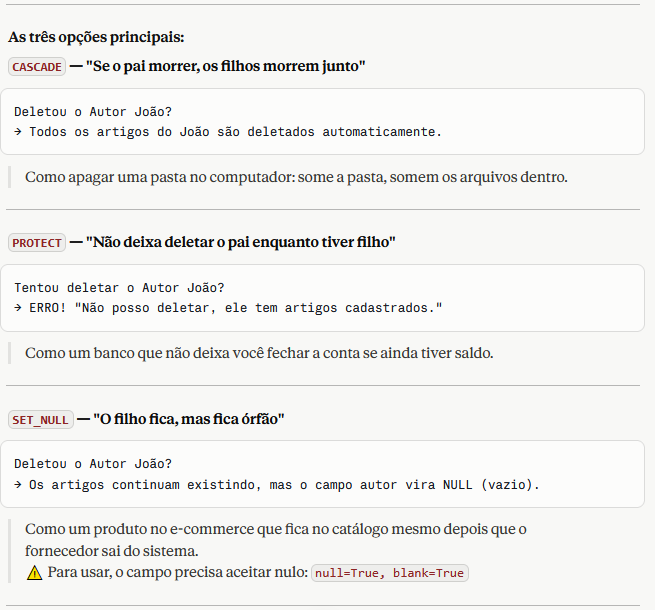 As três opções principais:
CASCADE — "Se o pai morrer, os filhos morrem junto"
Deletou o Autor João?
→ Todos os artigos do João são deletados automaticamente.
Como apagar uma pasta no computador: some a pasta, somem os arquivos dentro.
PROTECT — "Não deixa deletar o pai enquanto tiver filho"
Tentou deletar o Autor João?
→ ERRO! "Não posso deletar, ele tem artigos cadastrados."
Como um banco que não deixa você fechar a conta se ainda tiver saldo.
SET_NULL — "O filho fica, mas fica órfão"
Deletou o Autor João?
→ Os artigos continuam existindo, mas o campo autor vira NULL (vazio).
Como um produto no e-commerce que fica no catálogo mesmo depois que o
fornecedor sai do sistema.
⚠️ Para usar, o campo precisa aceitar nulo: null=True, blank=True